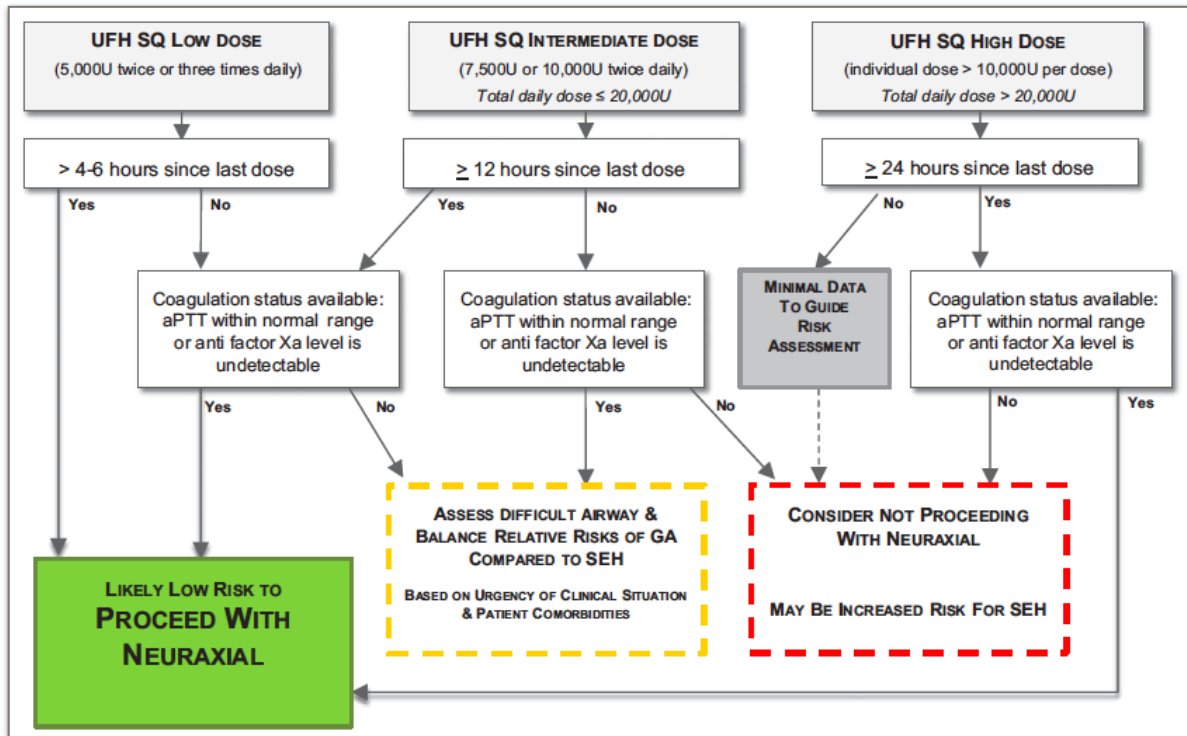 UFH SQ LOW DOSE
(5,000U twice or three times daily)
UFH SQ INTERMEDIATE DOSE
(7,500U or 10,000U twice daily)
Total daily dose ≤ 20,000U
UFH SQ HIGH DOSE
(individual dose > 10,000U per dose)
Total daily dose > 20,000U
> 4-6 hours since last dose
≥ 12 hours since last dose
≥ 24 hours since last dose
Yes
No
Yes
No
No
Yes
Coagulation status available:
aPTT within normal range
or anti factor Xa level is
undetectable
Coagulation status available:
aPTT within normal range
or anti factor Xa level is
undetectable
MINIMAL DATA
TO GUIDE
RISK
ASSESSMENT
Coagulation status available:
aPTT within normal range
or anti factor Xa level is
undetectable
Yes
No
Yes
No
No
Yes
LIKELY LOW RISK TO
PROCEED WITH
NEURAXIAL
ASSESS DIFFICULT AIRWAY &
BALANCE RELATIVE RISKS OF GA
COMPARED TO SEH
BASED ON URGENCY OF CLINICAL SITUATION
& PATIENT COMORBIDITIES
CONSIDER NOT PROCEEDING
WITH NEURAXIAL
MAY BE INCREASED RISK FOR SEH